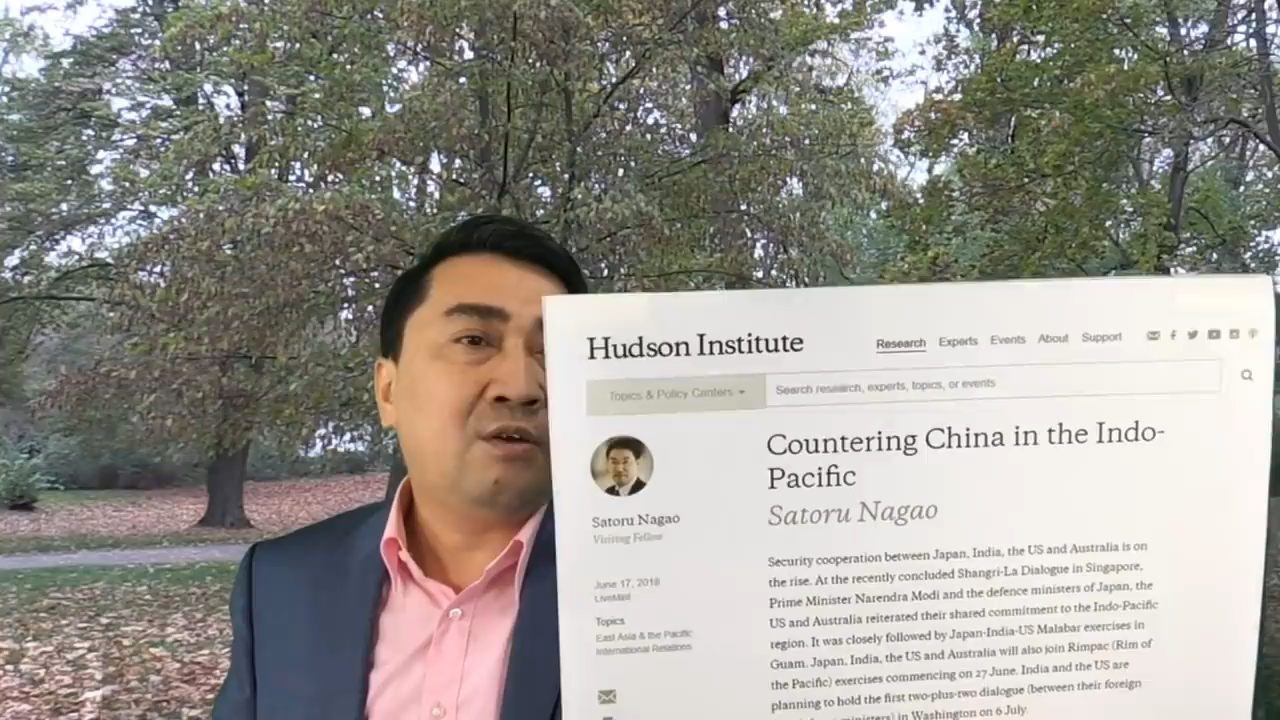 Hudson Institute
Research Experts Events About Support
Topics & Policy Centers
Search research, experts, topics, or events
Countering China in the Indo-
Pacific
Satoru Nagao
Satoru Nagao
Visiting Fellow
June 17, 2018
LiveMint
Topics
East Asia & the Pacific
International Relations
Security cooperation between Japan, India, the US and Australia is on
the rise. At the recently concluded Shangri-La Dialogue in Singapore,
Prime Minister Narendra Modi and the defence ministers of Japan, the
US and Australia reiterated their shared commitment to the Indo-Pacific
region. It was closely followed by Japan-India-US Malabar exercises in
Guam. Japan, India, the US and Australia will also join Rimpac (Rim of
the Pacific) exercises commencing on 27 June. India and the US are
planning to hold the first two-plus-two dialogue (between their foreign
ministers) in Washington on 6 July.